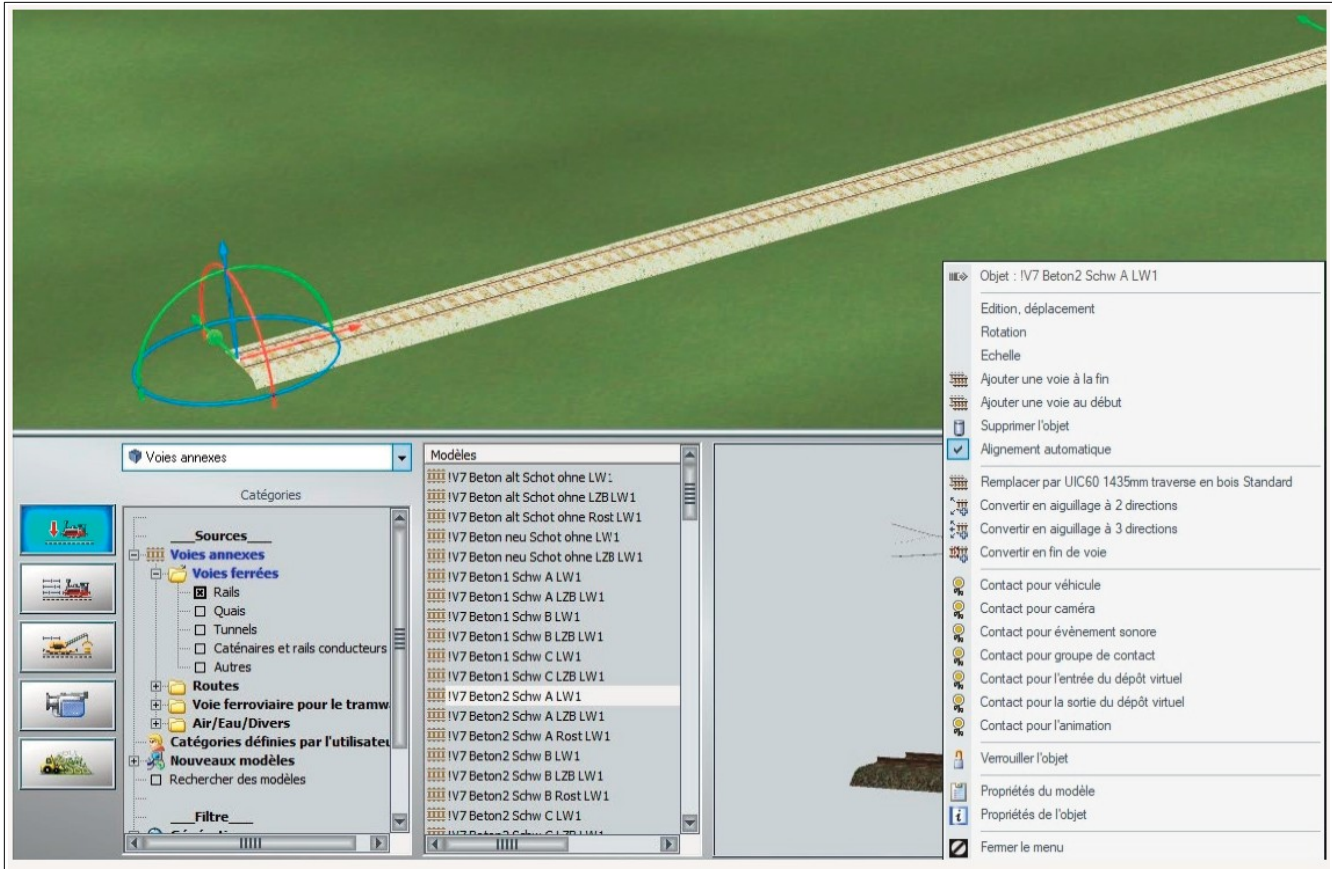 Voies annexes
Catégories
___Sources___
Voies annexes
Voies ferrées
Rails
Quais
Tunnels
Caténaires et rails conducteurs
Autres
Routes
Voie ferroviaire pour le tramw
Air/Eau/Divers
Catégories définies par l'utilisateu
Nouveaux modèles
Rechercher des modèles
___Filtre___
Modèles
!V7 Beton alt Schot ohne LW1
!V7 Beton alt Schot ohne LZBLW1
!V7 Beton alt Schot ohne Rost LW1
!V7 Beton neu Schot ohne LW1
!V7 Beton neu Schot ohne LZB LW1
!V7 Beton1 Schw A LW1
!V7 Beton1 Schw A LZB LW1
!V7 Beton1 Schw B LW1
!V7 Beton1 Schw B LZB LW1
!V7 Beton1 Schw C LW1
!V7 Beton1 Schw C LZB LW1
!V7 Beton2 Schw A LW1
!V7 Beton2 Schw A LZB LW1
!V7 Beton2 Schw A Rost LW1
!V7 Beton2 Schw B LW1
!V7 Beton2 Schw B LZB LW1
!V7 Beton2 Schw B Rost LW1
!V7 Beton2 Schw C LW1
!V7 Beton2 Schw C LZB LW1
Objet : !V7 Beton2 Schw A LW1
Edition, déplacement
Rotation
Echelle
Ajouter une voie à la fin
Ajouter une voie au début
Supprimer l'objet
Alignement automatique
Remplacer par UIC60 1435mm traverse en bois Standard
Convertir en aiguillage à 2 directions
Convertir en aiguillage à 3 directions
Convertir en fin de voie
Contact pour véhicule
Contact pour caméra
Contact pour évènement sonore
Contact pour groupe de contact
Contact pour l'entrée du dépôt virtuel
Contact pour la sortie du dépôt virtuel
Contact pour l'animation
Verrouiller l'objet
Propriétés du modèle
Propriétés de l'objet
Fermer le menu